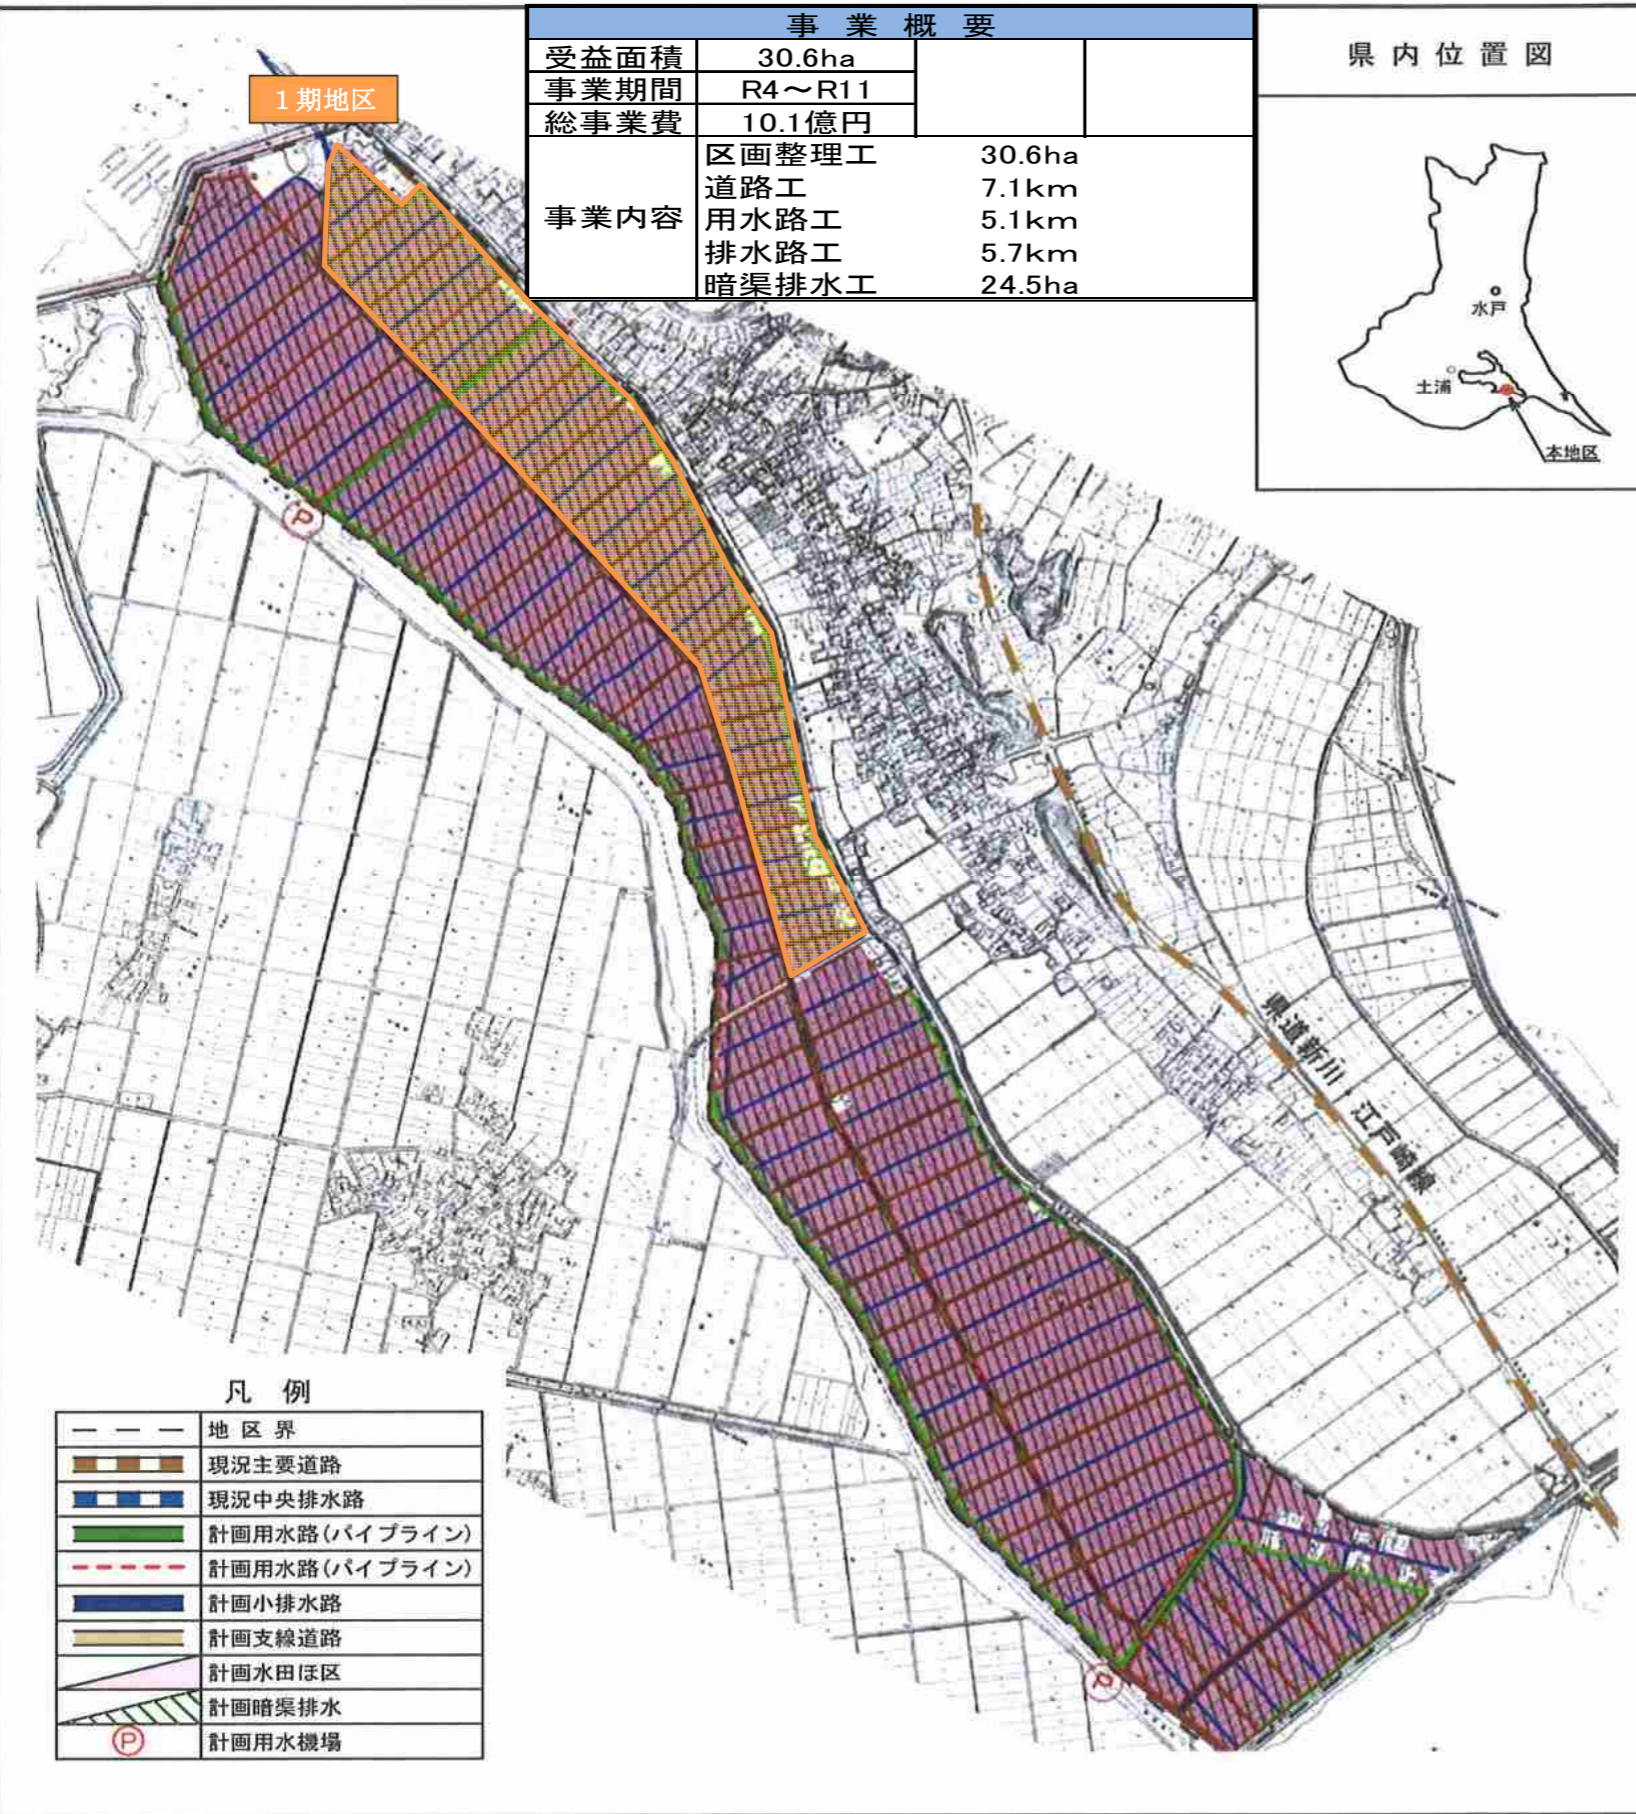 事業概要
受益面積 30.6ha
事業期間 R4～R11
総事業費 10.1億円
事業内容
区画整理工 30.6ha
道路工 7.1km
用水路工 5.1km
排水路工 5.7km
暗渠排水工 24.5ha
県内位置図
水戸
土浦
本地区
1期地区
P
県道新川 江戸崎線
P
凡例
地区界
現況主要道路
現況中央排水路
計画用水路(パイプライン)
計画用水路(パイプライン)
計画小排水路
計画支線道路
計画水田ほ区
計画暗渠排水
P 計画用水機場